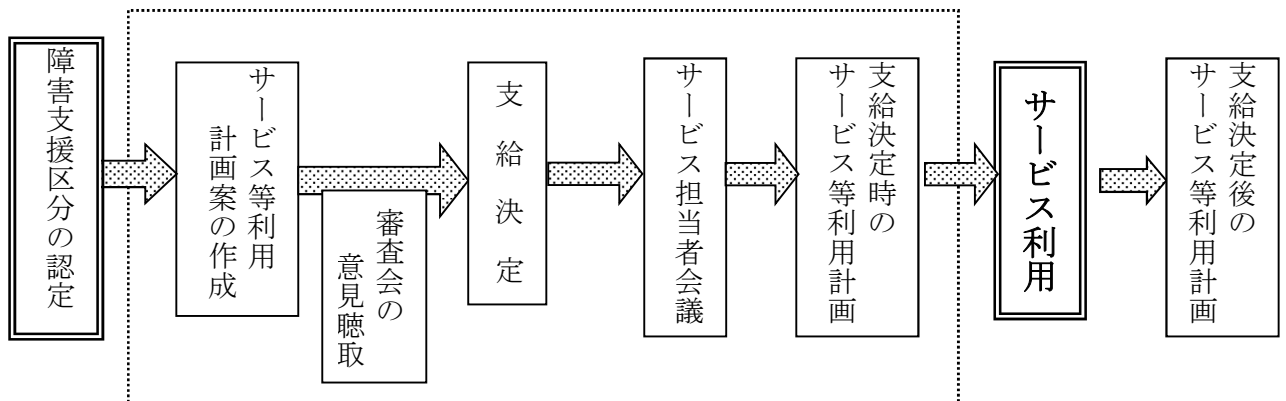 障害支援区分の認定
サービス等利用
計画案の作成
審査会の
意見聴取
支給決定
サービス担当者会議
支給決定時の
サービス等利用計画
サービス利用
支給決定後の
サービス等利用計画